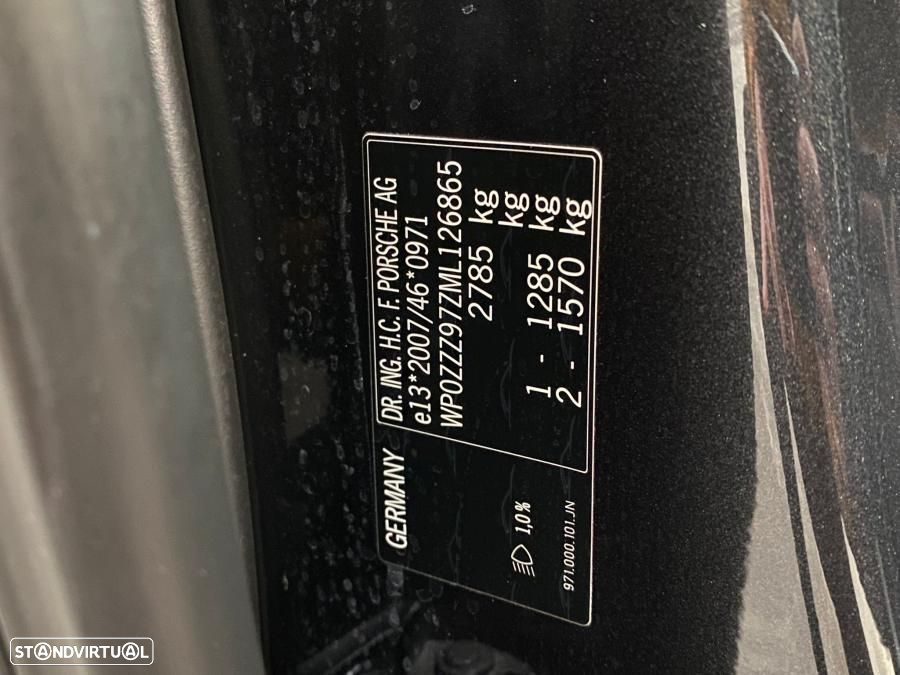 GERMANY
DR. ING. H.C. F. PORSCHE AG
e13*2007/46*0971
WP0ZZZ97ZML126865
2785 kg
kg
1 - 1285 kg
2 - 1570 kg
1,0%
971.000.101.JN
STANDVIRTUAL